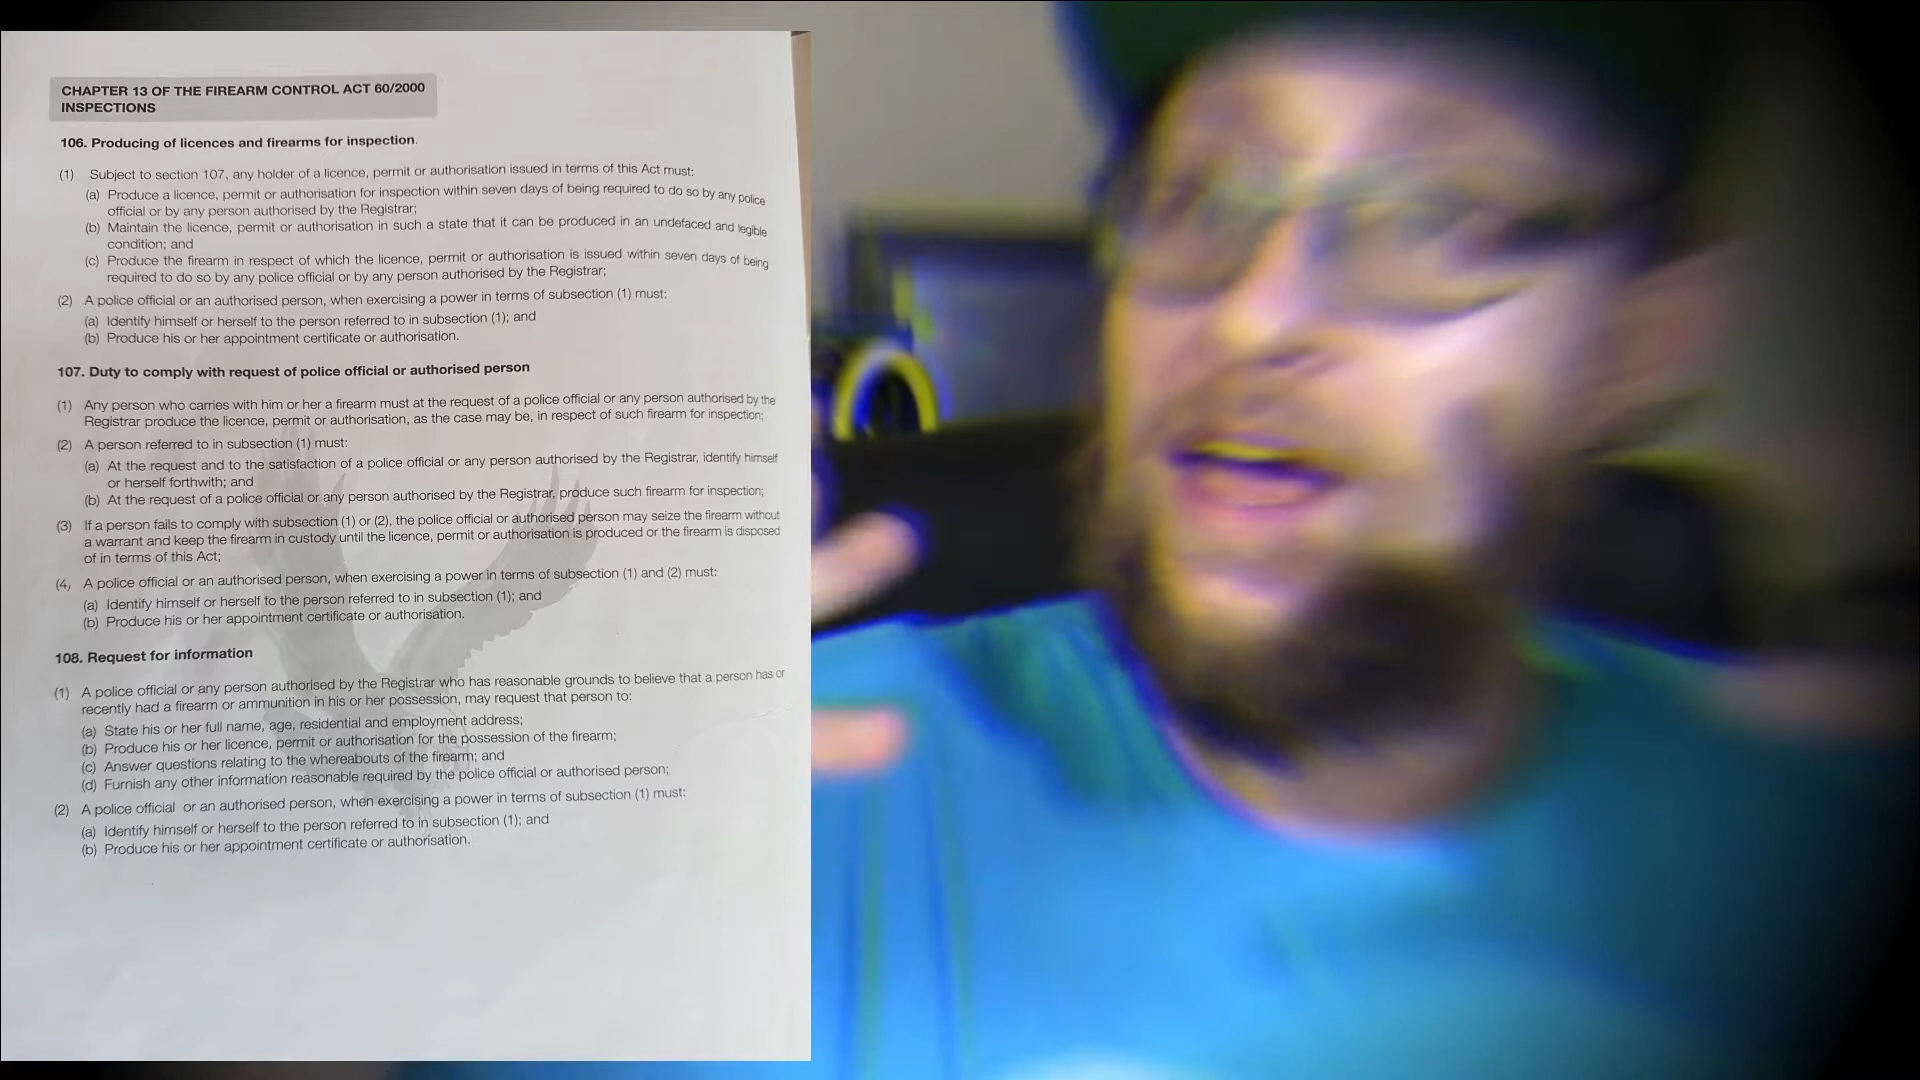 CHAPTER 13 OF THE FIREARM CONTROL ACT 60/2000
INSPECTIONS
106. Producing of licences and firearms for inspection.
(1) Subject to section 107, any holder of a licence, permit or authorisation issued in terms of this Act must:
(a) Produce a licence, permit or authorisation for inspection within seven days of being required to do so by any police
official or by any person authorised by the Registrar;
(b) Maintain the licence, permit or authorisation in such a state that it can be produced in an undefaced and legible
condition; and
(c) Produce the firearm in respect of which the licence, permit or authorisation is issued within seven days of being
required to do so by any police official or by any person authorised by the Registrar;
(2) A police official or an authorised person, when exercising a power in terms of subsection (1) must:
(a) Identify himself or herself to the person referred to in subsection (1); and
(b) Produce his or her appointment certificate or authorisation.
107. Duty to comply with request of police official or authorised person
(1) Any person who carries with him or her a firearm must at the request of a police official or any person authorised by the
Registrar produce the licence, permit or authorisation, as the case may be, in respect of such firearm for inspection;
(2) A person referred to in subsection (1) must:
(a) At the request and to the satisfaction of a police official or any person authorised by the Registrar, identify himself
or herself forthwith; and
(b) At the request of a police official or any person authorised by the Registrar, produce such firearm for inspection;
(3) If a person fails to comply with subsection (1) or (2), the police official or authorised person may seize the firearm without
a warrant and keep the firearm in custody until the licence, permit or authorisation is produced or the firearm is disposed
of in terms of this Act;
(4, A police official or an authorised person, when exercising a power in terms of subsection (1) and (2) must:
(a) Identify himself or herself to the person referred to in subsection (1); and
(b) Produce his or her appointment certificate or authorisation.
108. Request for information
(1) A police official or any person authorised by the Registrar who has reasonable grounds to believe that a person has or
recently had a firearm or ammunition in his or her possession, may request that person to:
(a) State his or her full name, age, residential and employment address;
(b) Produce his or her licence, permit or authorisation for the possession of the firearm;
(c) Answer questions relating to the whereabouts of the firearm; and
(d) Furnish any other information reasonable required by the police official or authorised person;
(2) A police official or an authorised person, when exercising a power in terms of subsection (1) must:
(a) Identify himself or herself to the person referred to in subsection (1); and
(b) Produce his or her appointment certificate or authorisation.